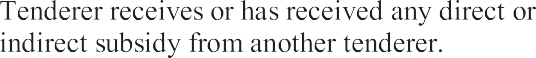 Tenderer receives or has received any direct or
indirect subsidy from another tenderer.